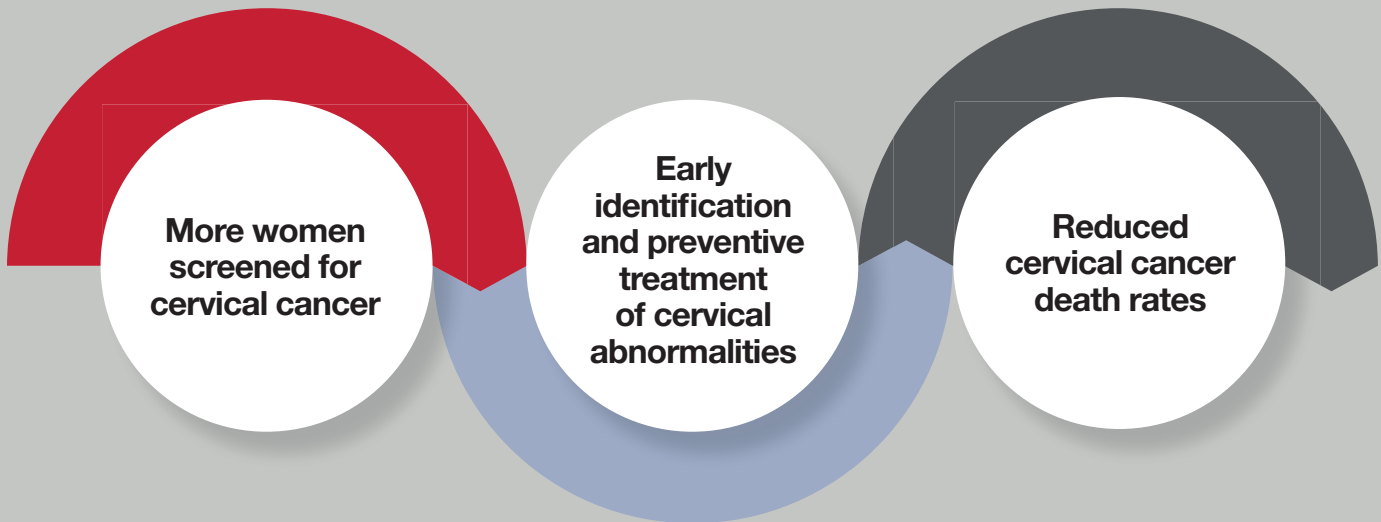 More women
screened for
cervical cancer
Early
identification
and preventive
treatment
of cervical
abnormalities
Reduced
cervical cancer
death rates